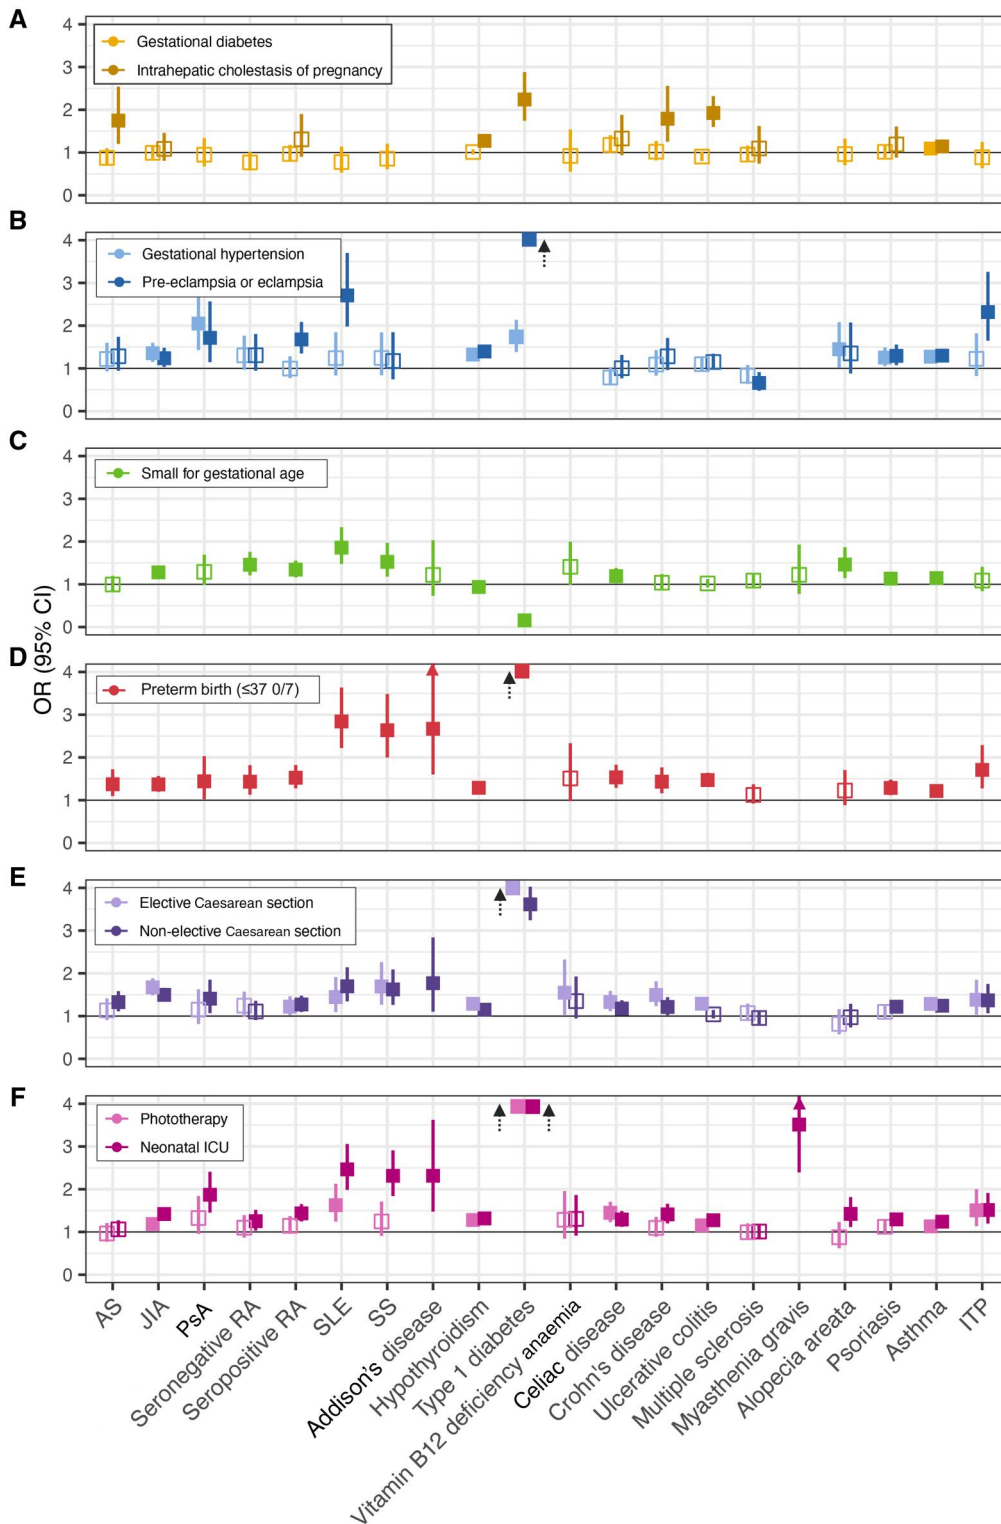 A
4
3
2
1
0
Gestational diabetes
Intrahepatic cholestasis of pregnancy
B
4
3
2
1
0
Gestational hypertension
Pre-eclampsia or eclampsia
C
4
3
2
1
0
Small for gestational age
OR (95% CI)
D
4
3
2
1
0
Preterm birth (≤37 0/7)
E
4
3
2
1
0
Elective Caesarean section
Non-elective Caesarean section
F
4
3
2
1
0
Phototherapy
Neonatal ICU
AS
JIA
PsA
Seronegative RA
Seropositive RA
SLE
SS
Addison's disease
Hypothyroidism
Type 1 diabetes
Vitamin B12 deficiency anaemia
Celiac disease
Crohn's disease
Ulcerative colitis
Multiple sclerosis
Myasthenia gravis
Alopecia areata
Psoriasis
Asthma
ITP